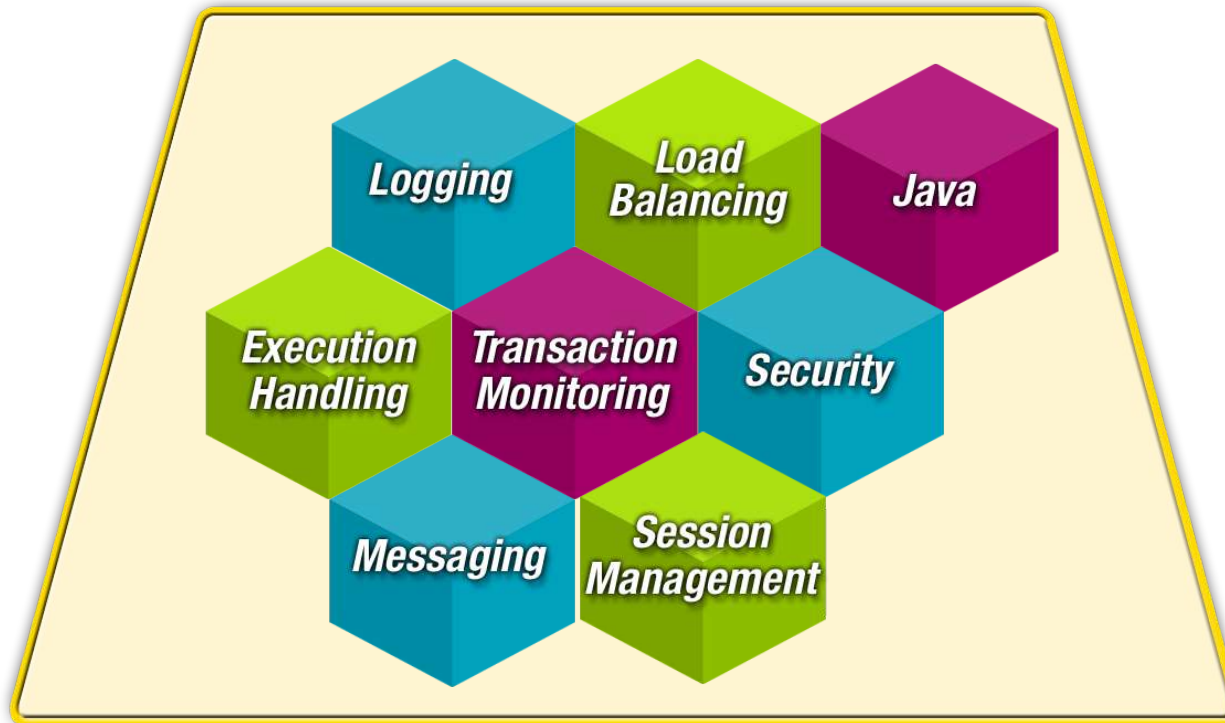 Logging
Load
Balancing
Java
Execution
Handling
Transaction
Monitoring
Security
Messaging
Session
Management